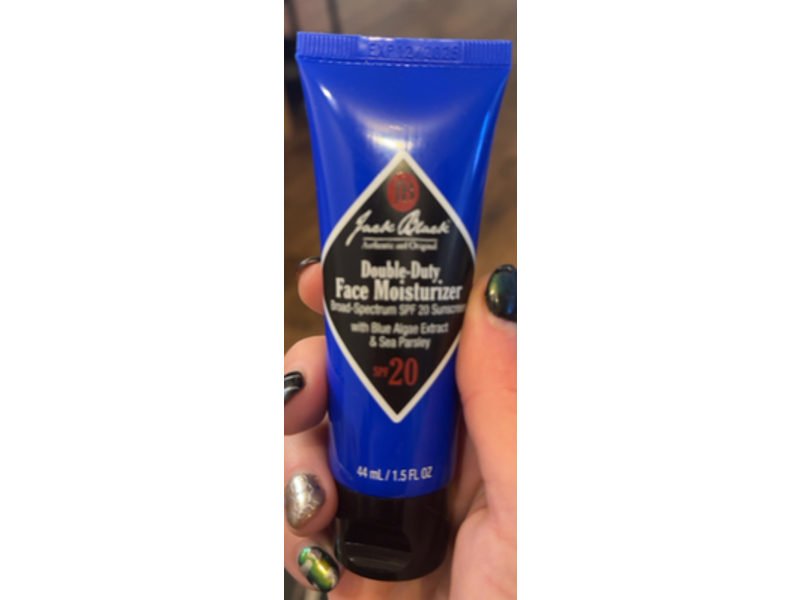 EXP 12/2025
JB
Jack Black
Authentic and Original
Double-Duty
Face Moisturizer
Broad-Spectrum SPF 20 Sunscreen
with Blue Algae Extract
& Sea Parsley
SPF 20
44 mL / 1.5 FL OZ